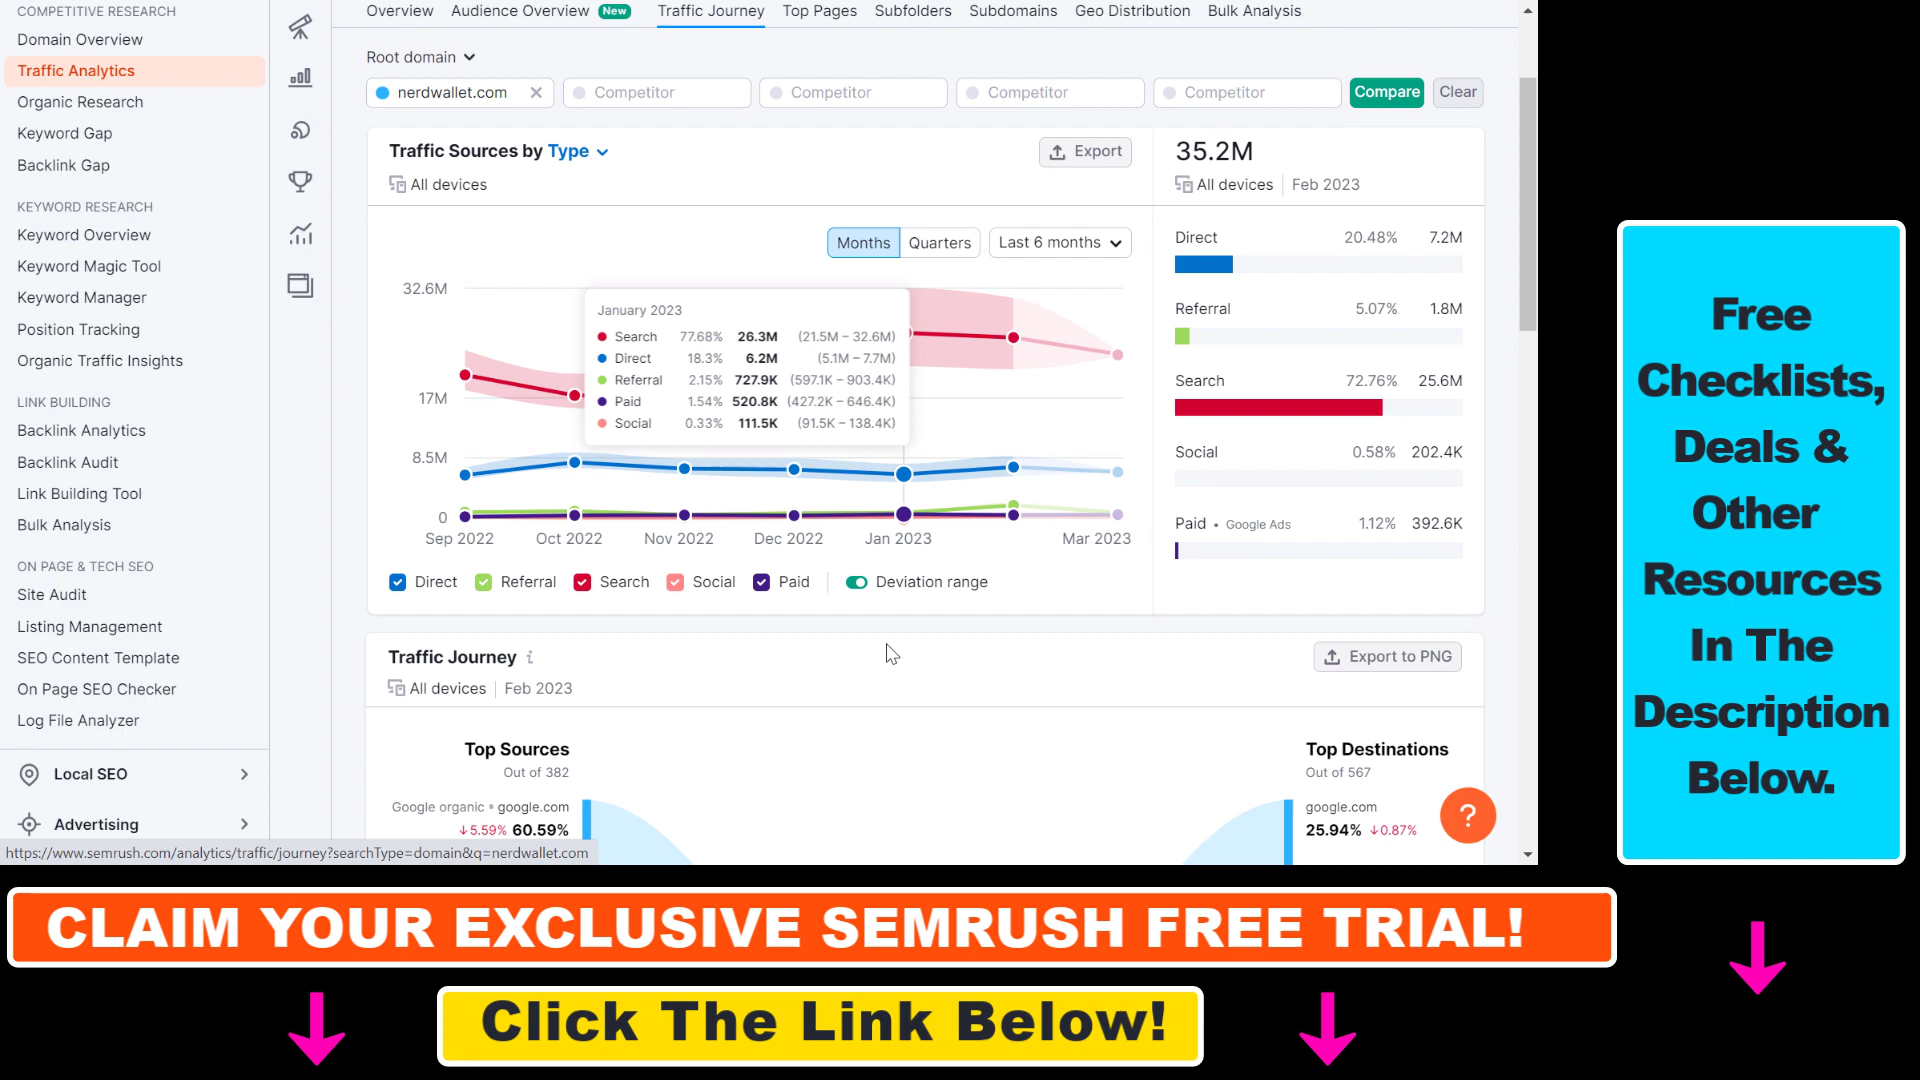 COMPETITIVE RESEARCH
Domain Overview
Traffic Analytics
Organic Research
Keyword Gap
Backlink Gap
KEYWORD RESEARCH
Keyword Overview
Keyword Magic Tool
Keyword Manager
Position Tracking
Organic Traffic Insights
LINK BUILDING
Backlink Analytics
Backlink Audit
Link Building Tool
Bulk Analysis
ON PAGE & TECH SEO
Site Audit
Listing Management
SEO Content Template
On Page SEO Checker
Log File Analyzer
Local SEO
Advertising
https://www.semrush.com/analytics/traffic/journey?searchType=domain&q=nerdwallet.com
Overview Audience Overview New Traffic Journey Top Pages Subfolders Subdomains Geo Distribution Bulk Analysis
Root domain
nerdwallet.com Competitor Competitor Competitor Competitor Compare Clear
Traffic Sources by Type
Export
All devices
Months Quarters Last 6 months
32.6M
17M
8.5M
0
January 2023
Search 77.68% 26.3M (21.5M – 32.6M)
Direct 18.3% 6.2M (5.1M – 7.7M)
Referral 2.15% 727.9K (597.1K – 903.4K)
Paid 1.54% 520.8K (427.2K – 646.4K)
Social 0.33% 111.5K (91.5K – 138.4K)
Sep 2022 Oct 2022 Nov 2022 Dec 2022 Jan 2023 Mar 2023
Direct Referral Search Social Paid Deviation range
35.2M
All devices Feb 2023
Direct 20.48% 7.2M
Referral 5.07% 1.8M
Search 72.76% 25.6M
Social 0.58% 202.4K
Paid • Google Ads 1.12% 392.6K
Traffic Journey i
Export to PNG
All devices Feb 2023
Top Sources
Out of 382
Google organic • google.com
↓5.59% 60.59%
Top Destinations
Out of 567
google.com
25.94% ↓0.87%
?
Free
Checklists,
Deals &
Other
Resources
In The
Description
Below.
CLAIM YOUR EXCLUSIVE SEMRUSH FREE TRIAL!
Click The Link Below!